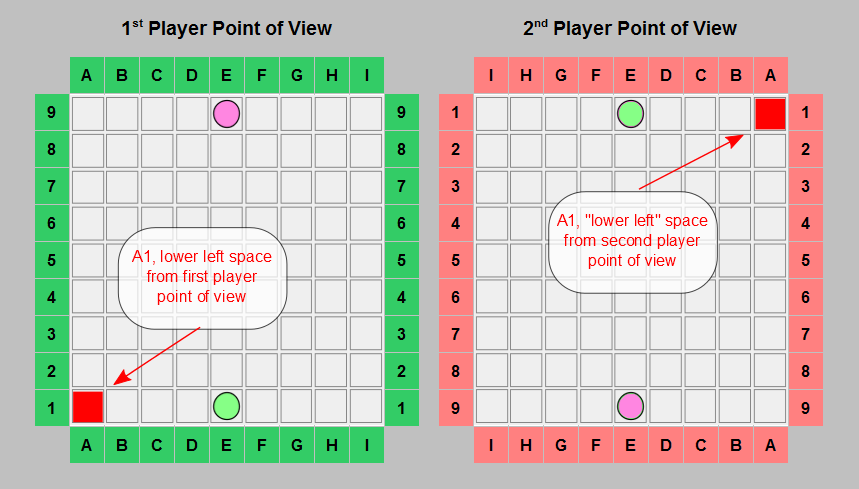 1st Player Point of View
A B C D E F G H I
9 9
8 8
7 7
6 6
5 5
4 4
3 3
2 2
1 1
A B C D E F G H I
A1, lower left space
from first player
point of view
2nd Player Point of View
I H G F E D C B A
1 1
2 2
3 3
4 4
5 5
6 6
7 7
8 8
9 9
I H G F E D C B A
A1, "lower left" space
from second player
point of view